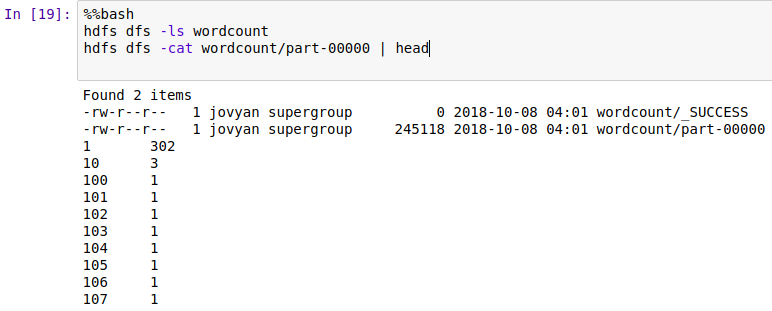 In [19]: %%bash
hdfs dfs -ls wordcount
hdfs dfs -cat wordcount/part-00000 | head
Found 2 items
-rw-r--r--   1 jovyan supergroup          0 2018-10-08 04:01 wordcount/_SUCCESS
-rw-r--r--   1 jovyan supergroup     245118 2018-10-08 04:01 wordcount/part-00000
1       302
10      3
100     1
101     1
102     1
103     1
104     1
105     1
106     1
107     1